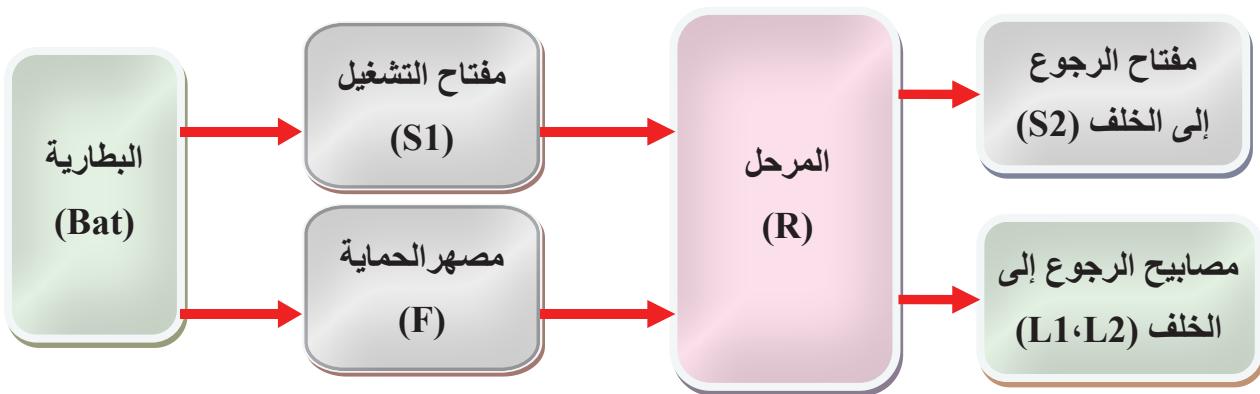 البطارية
(Bat)
مفتاح التشغيل
(S1)
مصهرالحماية
(F)
المرحل
(R)
مفتاح الرجوع
إلى الخلف (S2)
مصابيح الرجوع إلى
الخلف (L1،L2)